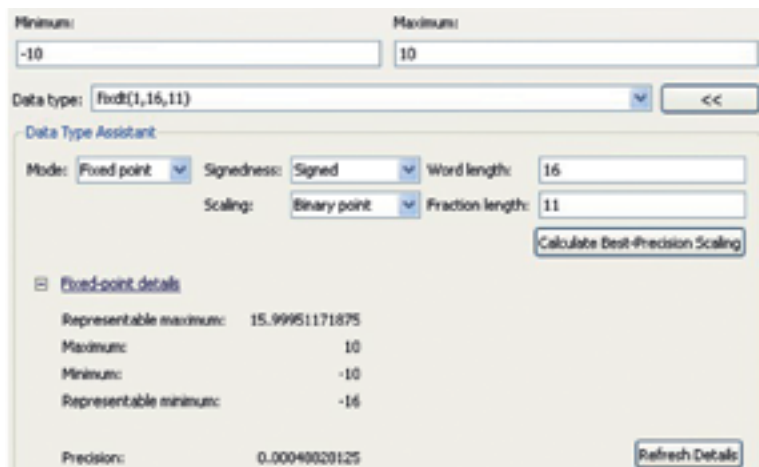 Minimum: Maximum:
-10 10
Data type: fixdt(1,16,11) <<
Data Type Assistant
Mode: Fixed point Signedness: Signed Word length: 16
Scaling: Binary point Fraction length: 11
Calculate Best-Precision Scaling
Fixed-point details
Representable maximum: 15.99951171875
Maximum: 10
Minimum: -10
Representable minimum: -16
Precision: 0.00048828125
Refresh Details